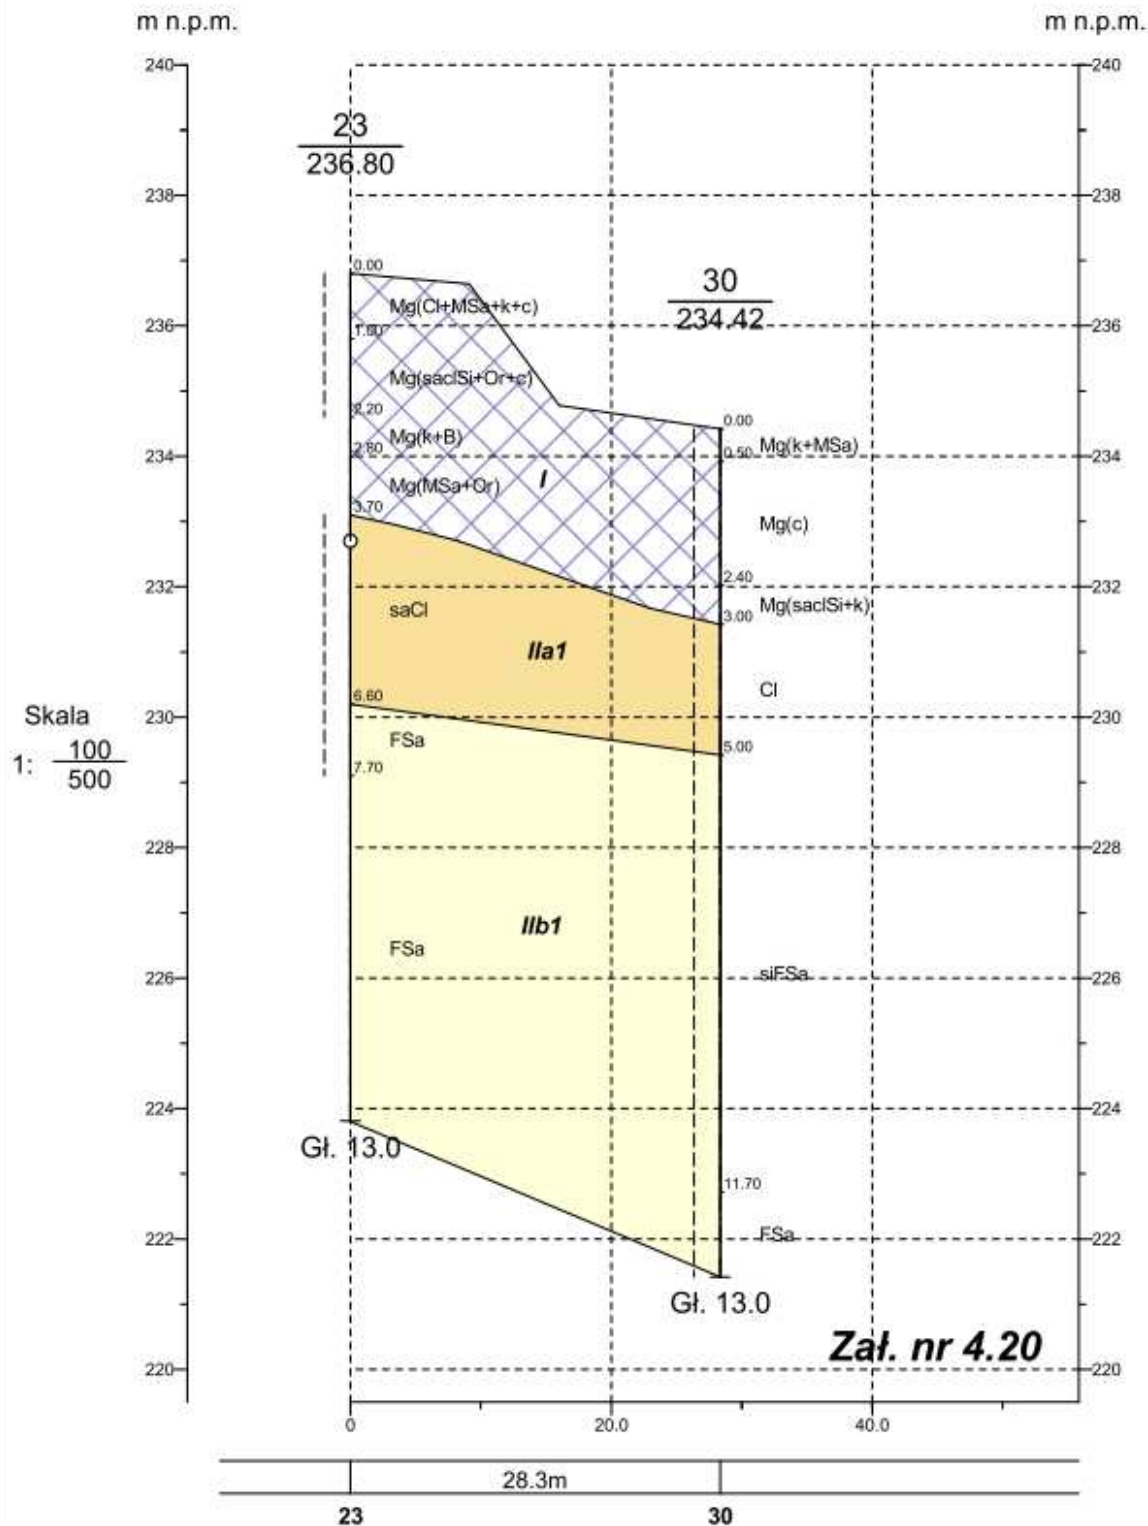 m n.p.m.
m n.p.m.
240
240
23
236.80
238
238
0.00
30
234.42
Mg(Cl+MSa+k+c)
236
236
1.00
Mg(saclSi+Or+c)
2.20
0.00
Mg(k+B)
Mg(k+MSa)
2.80
0.50
234
234
Mg(MSa+Or)
I
3.70
Mg(c)
2.40
232
232
saCl
Mg(saclSi+k)
3.00
IIa1
Cl
6.60
230
230
Skala
1: 100
500
FSa
5.00
7.70
228
228
IIb1
FSa
siFSa
226
226
224
224
Gł. 13.0
11.70
FSa
222
222
Gł. 13.0
Zał. nr 4.20
220
220
0
20.0
40.0
28.3m
23
30